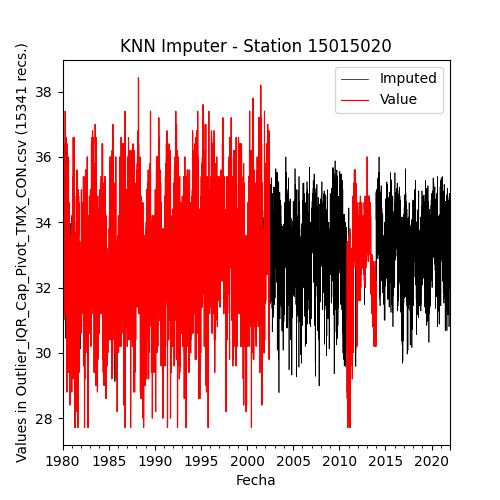 KNN Imputer - Station 15015020
Imputed
Value
Values in Outlier_IQR_Cap_Pivot_TMX_CON.csv (15341 recs.)
38
36
34
32
30
28
1980 1985 1990 1995 2000 2005 2010 2015 2020
Fecha